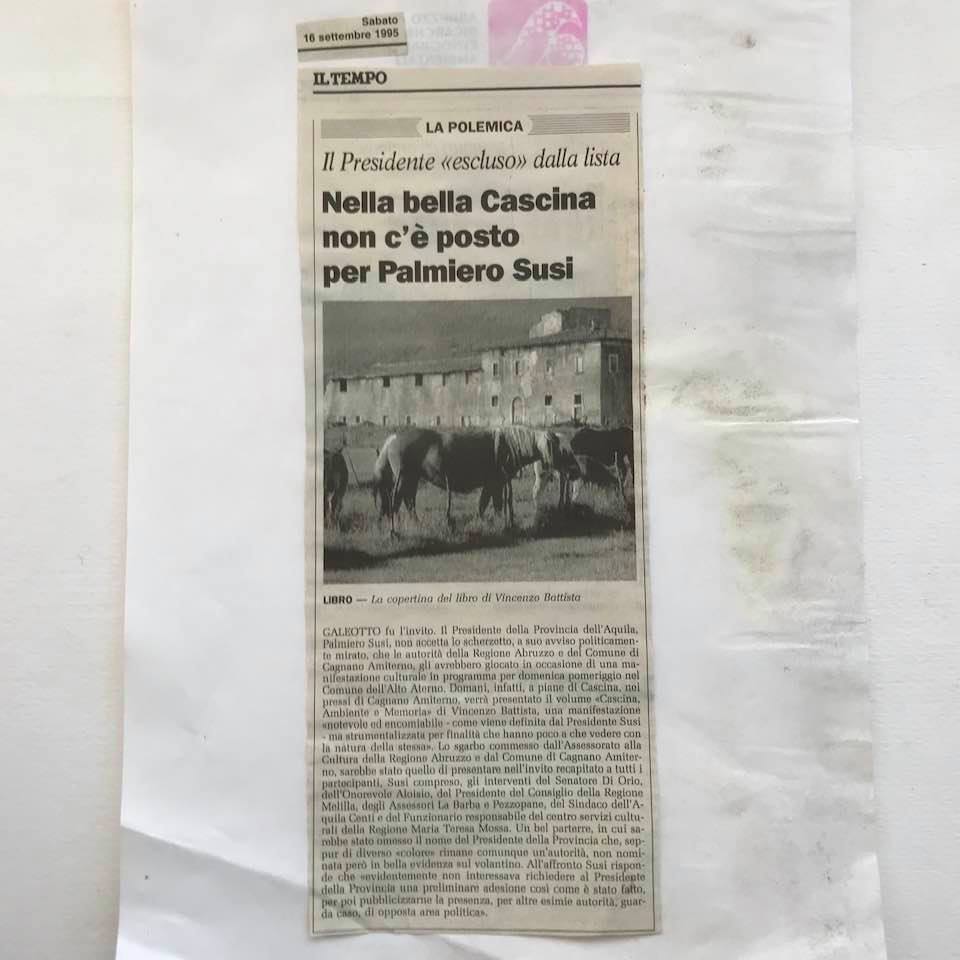 Sabato
16 settembre 1995
IL TEMPO
LA POLEMICA
Il Presidente «escluso» dalla lista
Nella bella Cascina
non c'è posto
per Palmiero Susi
LIBRO — La copertina del libro di Vincenzo Battista
GALEOTTO fu l'invito. Il Presidente della Provincia dell'Aquila,
Palmiero Susi, non accetta lo scherzetto, a suo avviso politicamen-
te mirato, che le autorità della Regione Abruzzo e del Comune di
Cagnano Amiterno, gli avrebbero giocato in occasione di una ma-
nifestazione culturale in programma per domenica pomeriggio nel
Comune dell'Alto Aterno. Domani, infatti, a piane di Cascina, nei
pressi di Cagnano Amiterno, verrà presentato il volume «Cascina,
Ambiente e Memoria» di Vincenzo Battista, una manifestazione
«notevole ed encomiabile - come viene definita dal Presidente Susi
- ma strumentalizzata per finalità che hanno poco a che vedere con
la natura della stessa». Lo sgarbo commesso dall'Assessorato alla
Cultura della Regione Abruzzo e dal Comune di Cagnano Amiter-
no, sarebbe stato quello di presentare nell'invito recapitato a tutti i
partecipanti, Susi compreso, gli interventi del Senatore Di Orio,
dell'Onorevole Aloisio, del Presidente del Consiglio della Regione
Melilla, degli Assessori La Barba e Pezzopane, del Sindaco dell'A-
quila Centi e del Funzionario responsabile del centro servizi cultu-
rali della Regione Maria Teresa Mossa. Un bel parterre, in cui sa-
rebbe stato omesso il nome del Presidente della Provincia che, sep-
pur di diverso «colore» rimane comunque un'autorità, non nomi-
nata però in bella evidenza sul volantino. All'affronto Susi rispon-
de che «evidentemente non interessava richiedere al Presidente
della Provincia una preliminare adesione così come è stato fatto,
per poi pubblicizzarne la presenza, per altre esimie autorità, guar-
da caso, di opposta area politica».